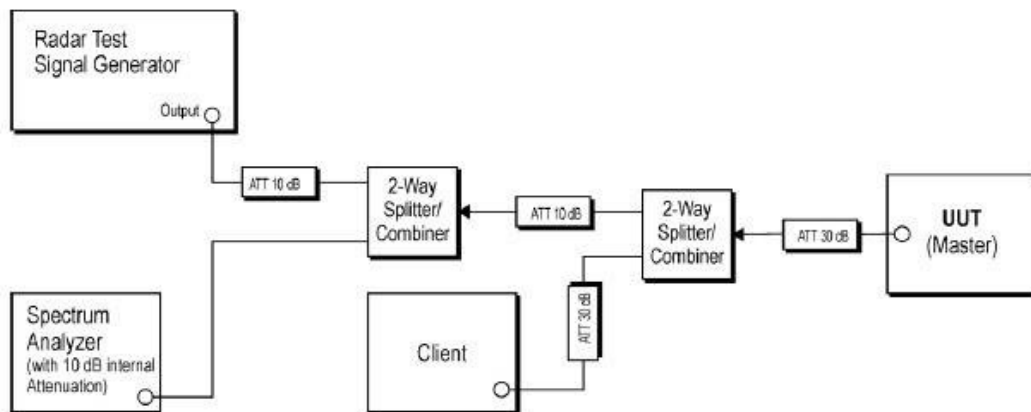 Radar Test
Signal Generator
Output
ATT 10 dB
2-Way
Splitter/
Combiner
ATT 10 dB
2-Way
Splitter/
Combiner
ATT 30 dB
UUT
(Master)
Spectrum
Analyzer
(with 10 dB internal
Attenuation)
Client
ATT 30 dB